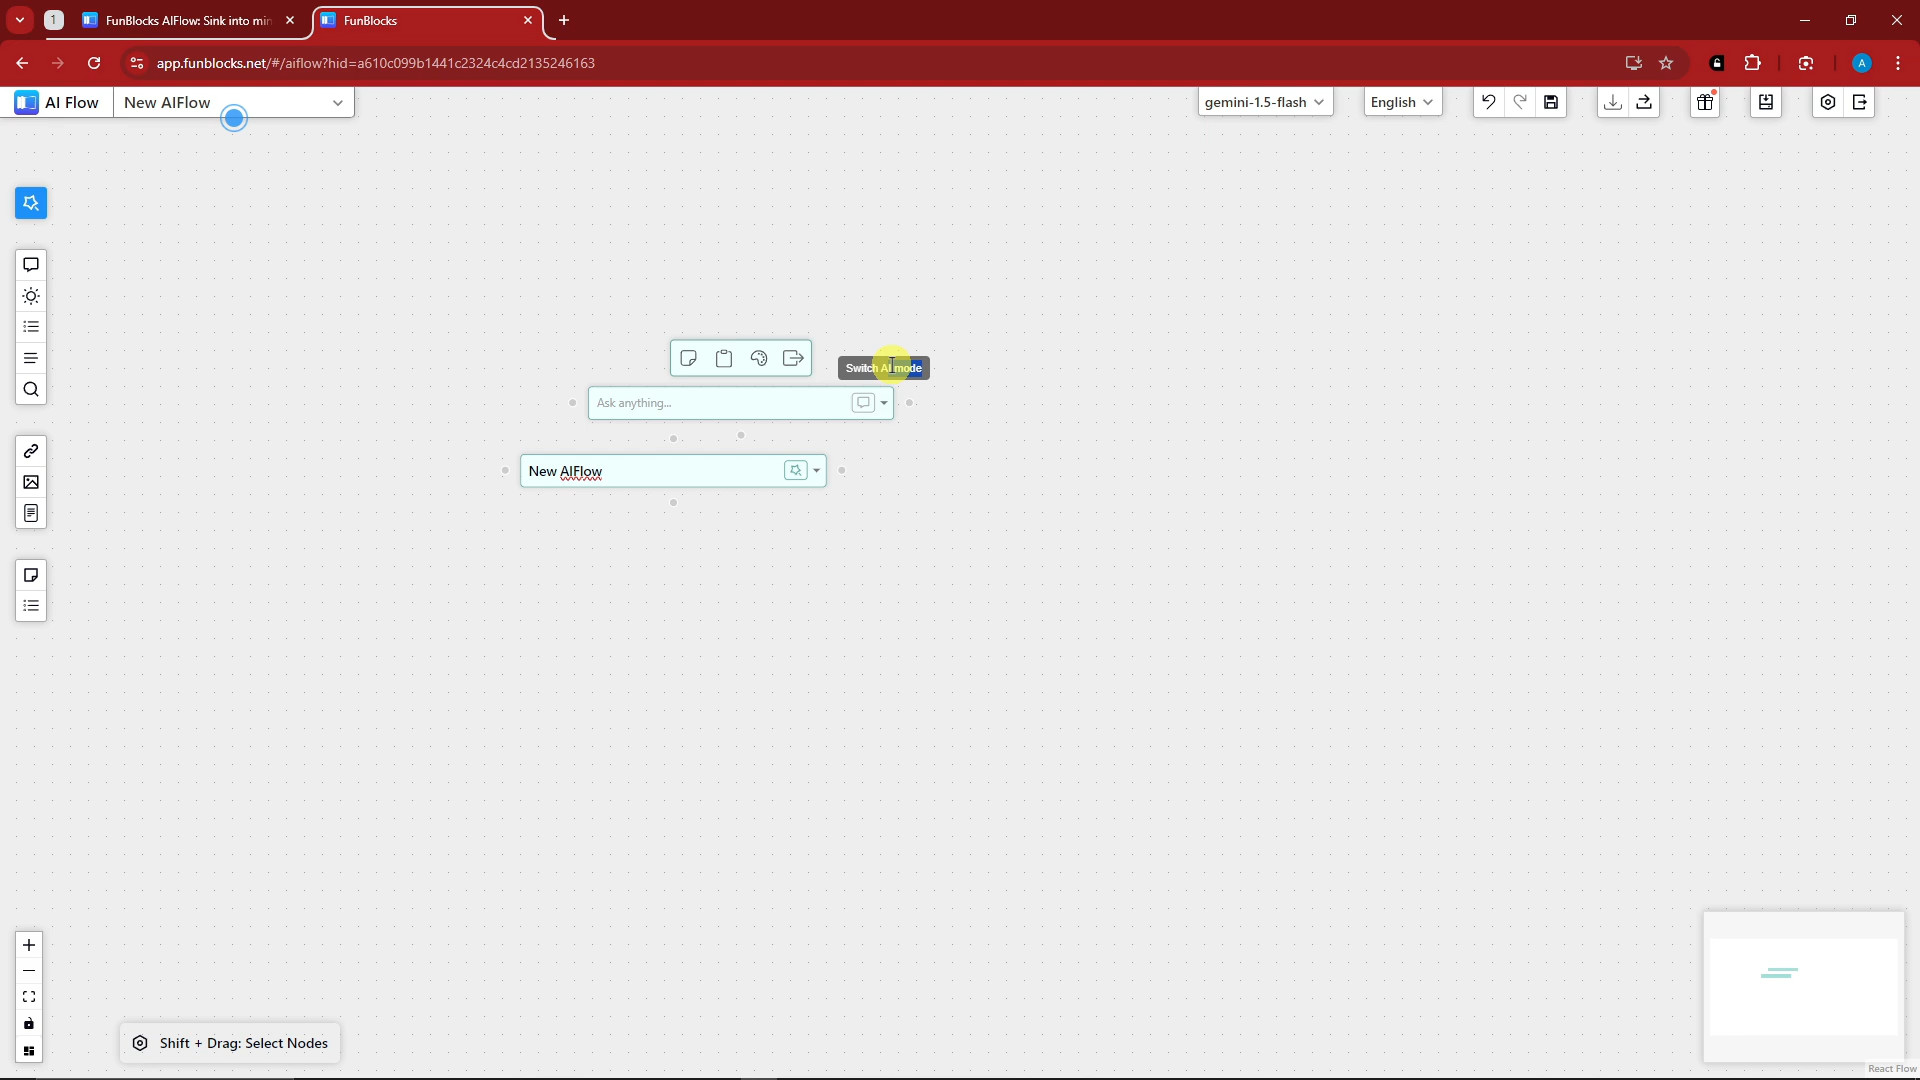 1
FunBlocks AIFlow: Sink into min
FunBlocks
app.funblocks.net/#/aiflow?hid=a610c099b1441c2324c4cd2135246163
A
AI Flow
New AIFlow
gemini-1.5-flash
English
Switch AI mode
Ask anything...
New AIFlow
Shift + Drag: Select Nodes
React Flow